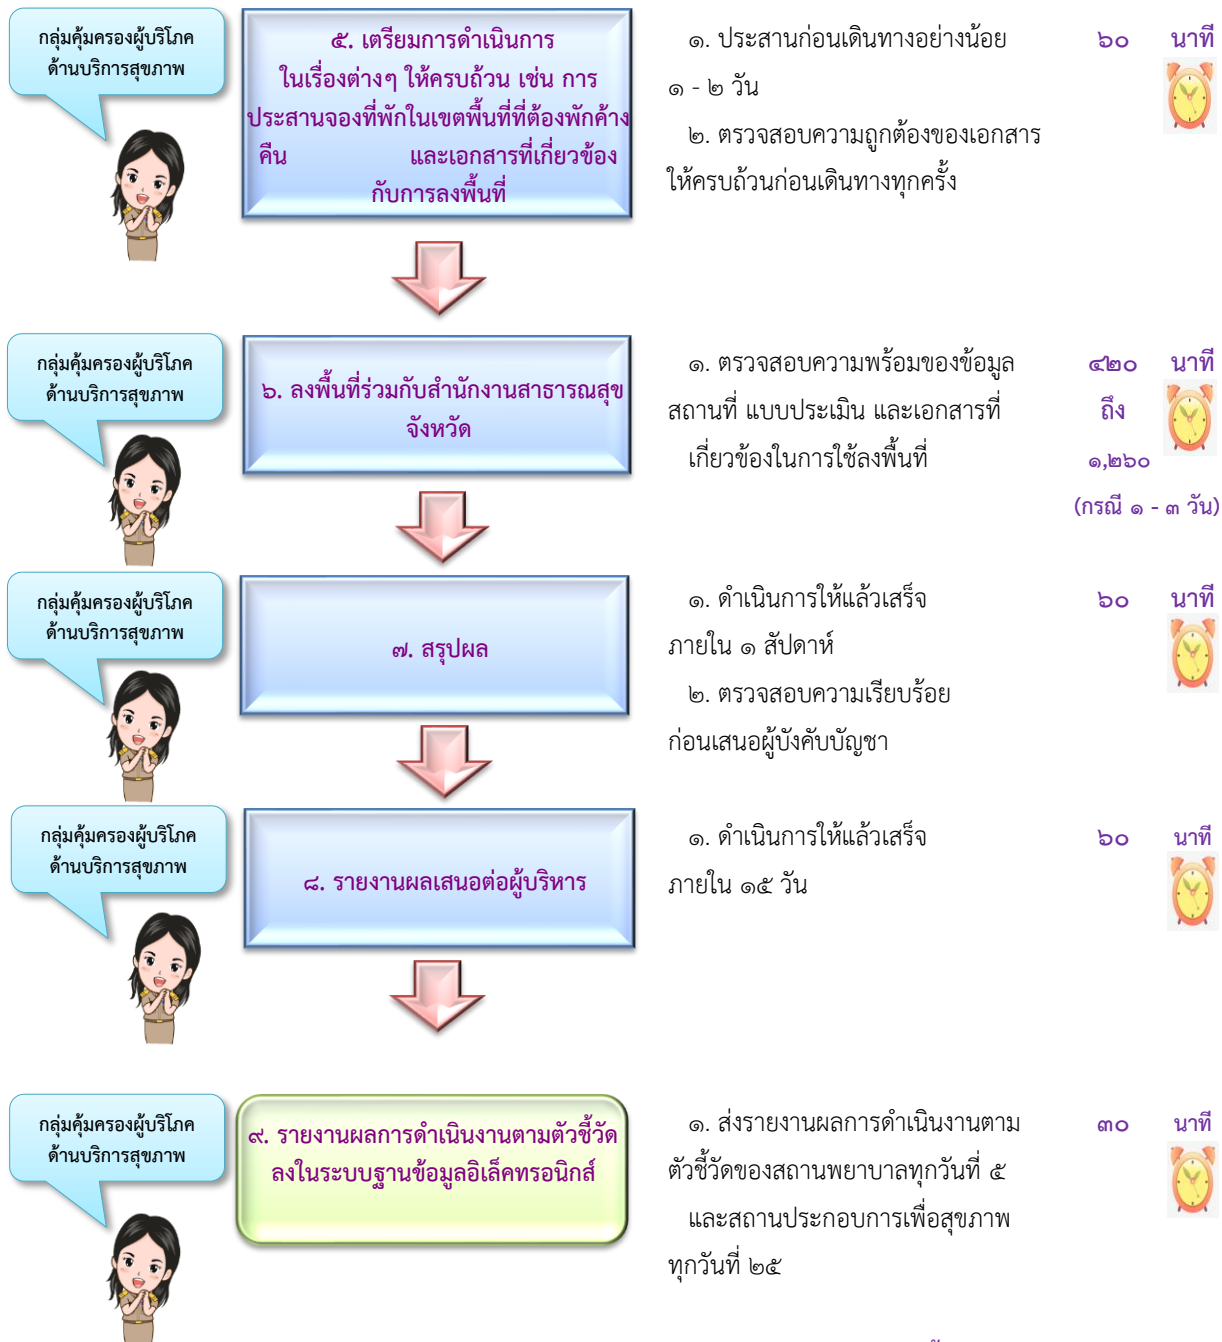 กลุ่มคุ้มครองผู้บริโภค
ด้านบริการสุขภาพ
๕. เตรียมการดำเนินการ
ในเรื่องต่างๆ ให้ครบถ้วน เช่น การ
ประสานจองที่พักในเขตพื้นที่ที่ต้องพักค้าง
คืน และเอกสารที่เกี่ยวข้อง
กับการลงพื้นที่
๑. ประสานก่อนเดินทางอย่างน้อย
๑ - ๒ วัน
๒. ตรวจสอบความถูกต้องของเอกสาร
ให้ครบถ้วนก่อนเดินทางทุกครั้ง
๖๐ นาที
กลุ่มคุ้มครองผู้บริโภค
ด้านบริการสุขภาพ
๖. ลงพื้นที่ร่วมกับสำนักงานสาธารณสุข
จังหวัด
๑. ตรวจสอบความพร้อมของข้อมูล
สถานที่ แบบประเมิน และเอกสารที่
เกี่ยวข้องในการใช้ลงพื้นที่
๔๒๐ นาที
ถึง
๑,๒๖๐
(กรณี ๑ - ๓ วัน)
กลุ่มคุ้มครองผู้บริโภค
ด้านบริการสุขภาพ
๗. สรุปผล
๑. ดำเนินการให้แล้วเสร็จ
ภายใน ๑ สัปดาห์
๒. ตรวจสอบความเรียบร้อย
ก่อนเสนอผู้บังคับบัญชา
๖๐ นาที
กลุ่มคุ้มครองผู้บริโภค
ด้านบริการสุขภาพ
๘. รายงานผลเสนอต่อผู้บริหาร
๑. ดำเนินการให้แล้วเสร็จ
ภายใน ๑๕ วัน
๖๐ นาที
กลุ่มคุ้มครองผู้บริโภค
ด้านบริการสุขภาพ
๙. รายงานผลการดำเนินงานตามตัวชี้วัด
ลงในระบบฐานข้อมูลอิเล็คทรอนิกส์
๑. ส่งรายงานผลการดำเนินงานตาม
ตัวชี้วัดของสถานพยาบาลทุกวันที่ ๕
และสถานประกอบการเพื่อสุขภาพ
ทุกวันที่ ๒๕
๓๐ นาที